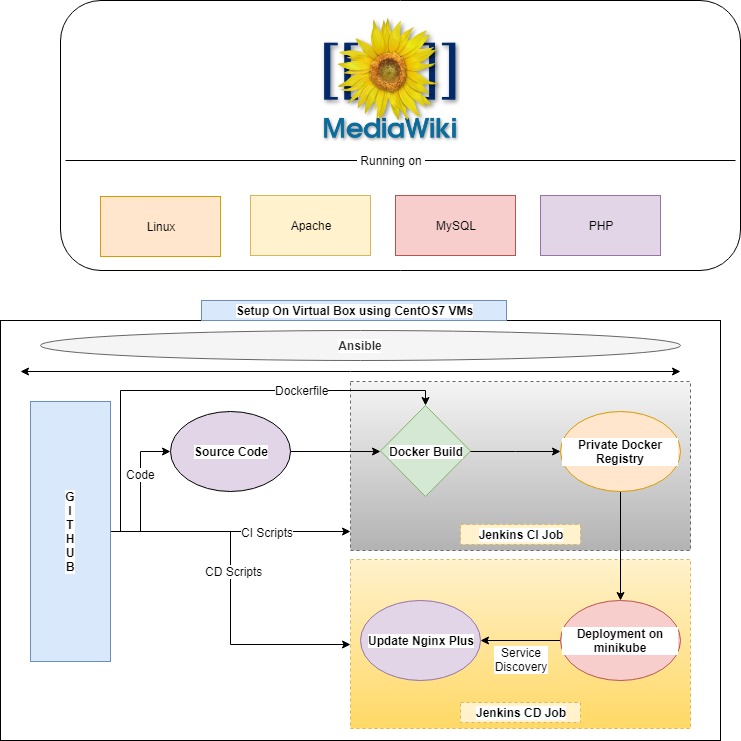 [[ ]]
MediaWiki
Running on
Linux
Apache
MySQL
PHP
Setup On Virtual Box using CentOS7 VMs
Ansible
Dockerfile
GITHUB
Source Code
Docker Build
Private Docker
Registry
Code
CI Scripts
Jenkins CI Job
CD Scripts
Update Nginx Plus
Service
Discovery
Deployment on
minikube
Jenkins CD Job